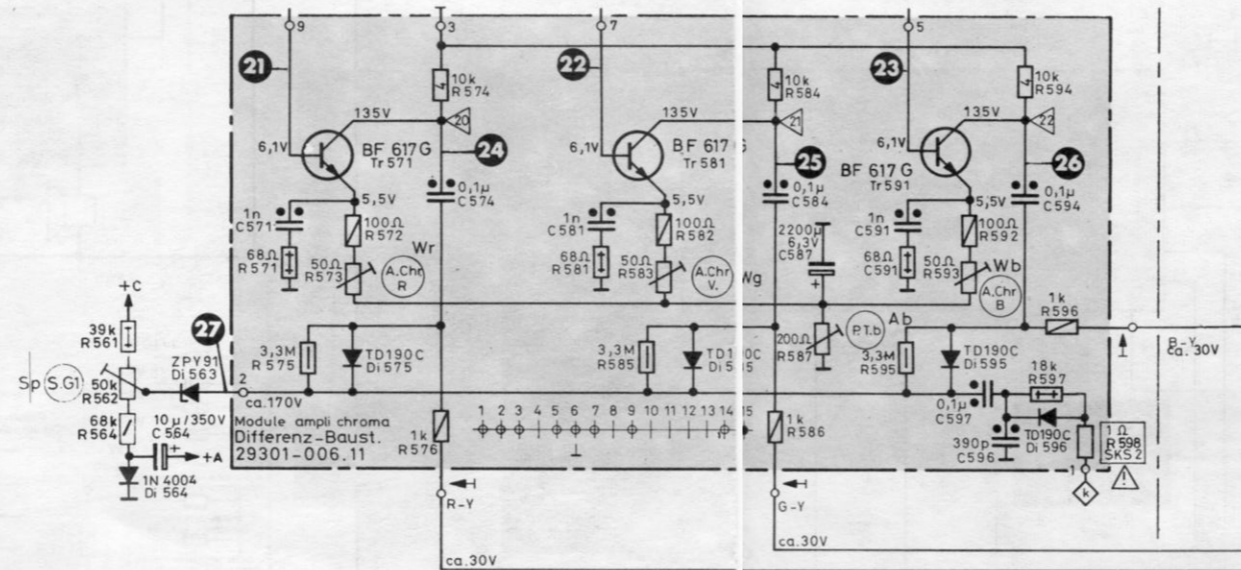 9
3
7
5
21
22
23
10k
R574
10k
R584
10k
R594
135V
20
135V
21
135V
22
6,1V
BF 617 G
Tr 571
24
6,1V
BF 617 G
Tr 581
25
6,1V
BF 617 G
Tr 591
26
5,5V
0,1µ
C574
5,5V
0,1µ
C584
5,5V
0,1µ
C594
1n
C571
100Ω
R572
1n
C581
100Ω
R582
2200µ
6,3V
C587
1n
C591
100Ω
R592
68Ω
R571
50Ω
R573
Wr
A.Chr
R
68Ω
R581
50Ω
R583
A.Chr
V.
Wg
+
68Ω
C591
50Ω
R593
Wb
A.Chr
B
+C
39k
R561
27
ZPY91
Di 563
Sp
S.G1
50k
R562
2
ca.170V
3,3M
R575
TD190C
Di 575
3,3M
R585
200Ω
R587
P.T.b
Ab
3,3M
R595
TD190C
Di 595
1k
R596
B-Y
ca. 30V
68k
R564
10µ/350V
C564
+
+A
1N 4004
Di 564
Module ampli chroma
Differenz-Baust.
29301-006.11
1k
R576
1 2 3 4 5 6 7 8 9 10 11 12 13 14 15
1k
R586
0,1µ
C597
18k
R597
390p
C596
TD190C
Di 596
1Ω
R598
SKS 2
1
k
R-Y
G-Y
ca.30V
ca.30V